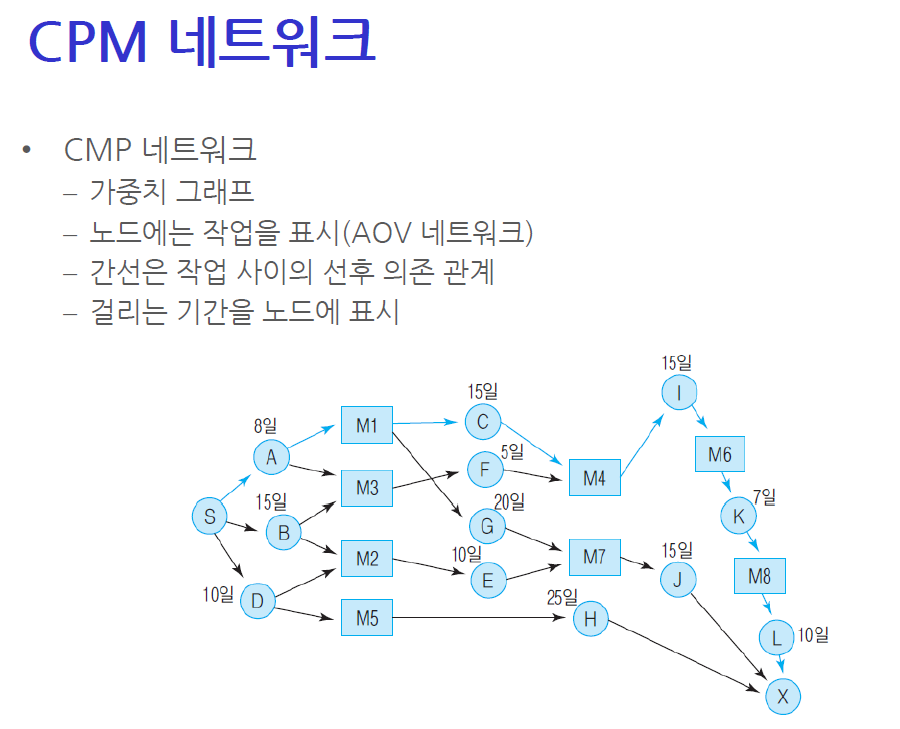 CPM 네트워크
• CMP 네트워크
– 가중치 그래프
– 노드에는 작업을 표시(AOV 네트워크)
– 간선은 작업 사이의 선후 의존 관계
– 걸리는 기간을 노드에 표시
15일
I
15일
8일
M1
C
M6
A
5일
F
M4
M3
7일
15일
20일
K
S
B
G
15일
10일
M7
M2
M8
10일
E
J
D
25일
M5
H
L
10일
X